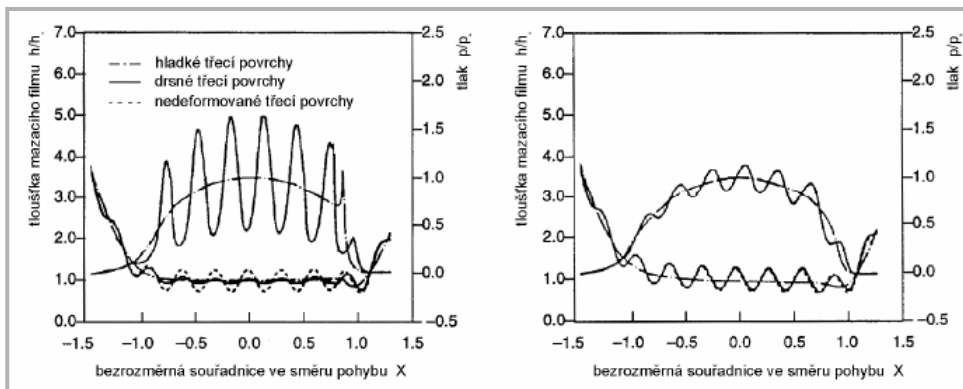 tloušťka mazacího filmu h/h.
7.0
6.0
5.0
4.0
3.0
2.0
1.0
0.0
hladké třecí povrchy
drsné třecí povrchy
nedeformované třecí povrchy
2.5
2.0
1.5
1.0
0.5
0.0
−0.5
tlak p/p.
−1.5 −1.0 −0.5 0.0 0.5 1.0 1.5
bezrozměrná souřadnice ve směru pohybu X
tloušťka mazacího filmu h/h.
7.0
6.0
5.0
4.0
3.0
2.0
1.0
0.0
2.5
2.0
1.5
1.0
0.5
0.0
−0.5
tlak p/p.
−1.5 −1.0 −0.5 0.0 0.5 1.0 1.5
bezrozměrná souřadnice ve směru pohybu X